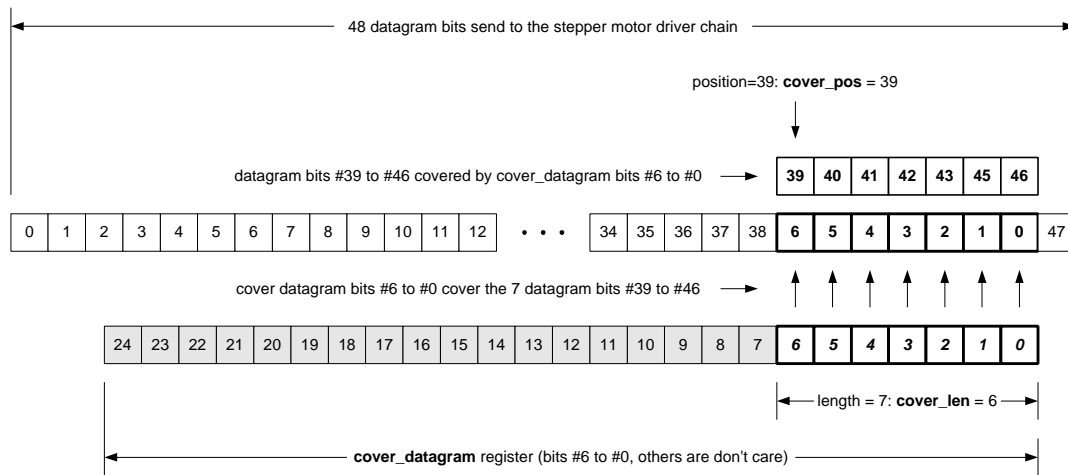 48 datagram bits send to the stepper motor driver chain
position=39: cover_pos = 39
datagram bits #39 to #46 covered by cover_datagram bits #6 to #0
39 40 41 42 43 45 46
0 1 2 3 4 5 6 7 8 9 10 11 12 • • • 34 35 36 37 38 6 5 4 3 2 1 0 47
cover datagram bits #6 to #0 cover the 7 datagram bits #39 to #46
24 23 22 21 20 19 18 17 16 15 14 13 12 11 10 9 8 7 6 5 4 3 2 1 0
length = 7: cover_len = 6
cover_datagram register (bits #6 to #0, others are don't care)